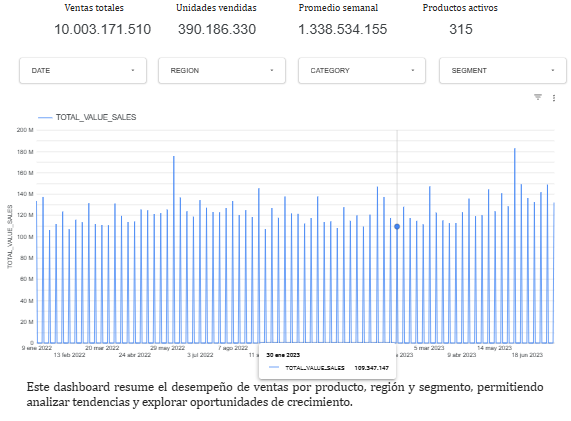 Ventas totales Unidades vendidas Promedio semanal Productos activos
10.003.171.510 390.186.330 1.338.534.155 315
DATE REGION CATEGORY SEGMENT
TOTAL_VALUE_SALES
TOTAL_VALUE_SALES
200 M
180 M
160 M
140 M
120 M
100 M
80 M
60 M
40 M
20 M
0
9 ene 2022 20 mar 2022 29 may 2022 7 ago 2022 5 mar 2023 14 may 2023
13 feb 2022 24 abr 2022 3 jul 2022 11 e 2023 9 abr 2023 18 jun 2023
30 ene 2023
TOTAL_VALUE_SALES 109.347.147
Este dashboard resume el desempeño de ventas por producto, región y segmento, permitiendo
analizar tendencias y explorar oportunidades de crecimiento.